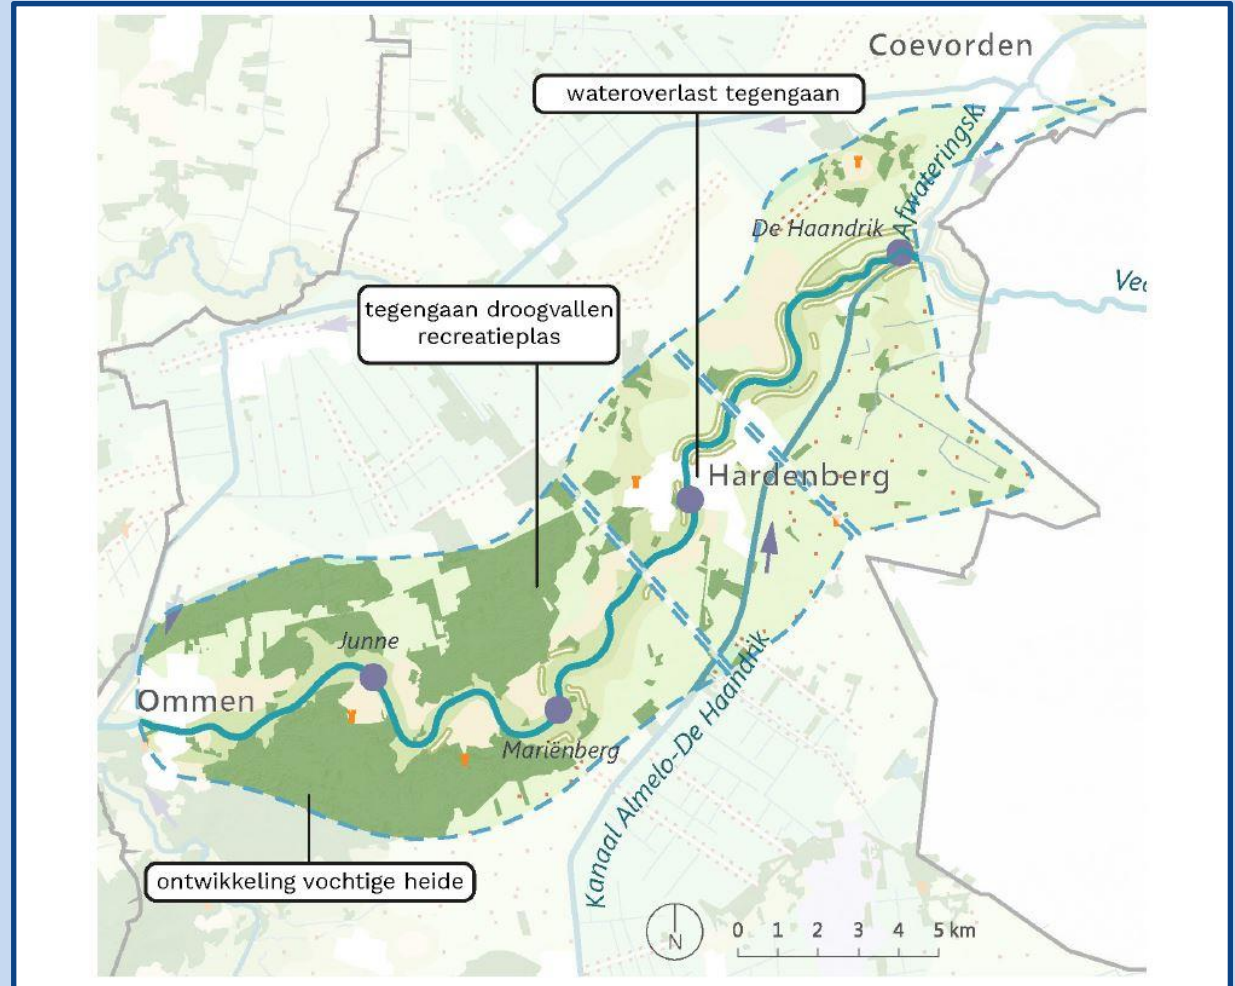 Coevorden
wateroverlast tegengaan
Afwateringsk.
De Haandrik
Vec
tegengaan droogvallen
recreatieplas
Hardenberg
Junne
Ommen
Mariënberg
Kanaal Almelo-De Haandrik
ontwikkeling vochtige heide
N
0 1 2 3 4 5 km